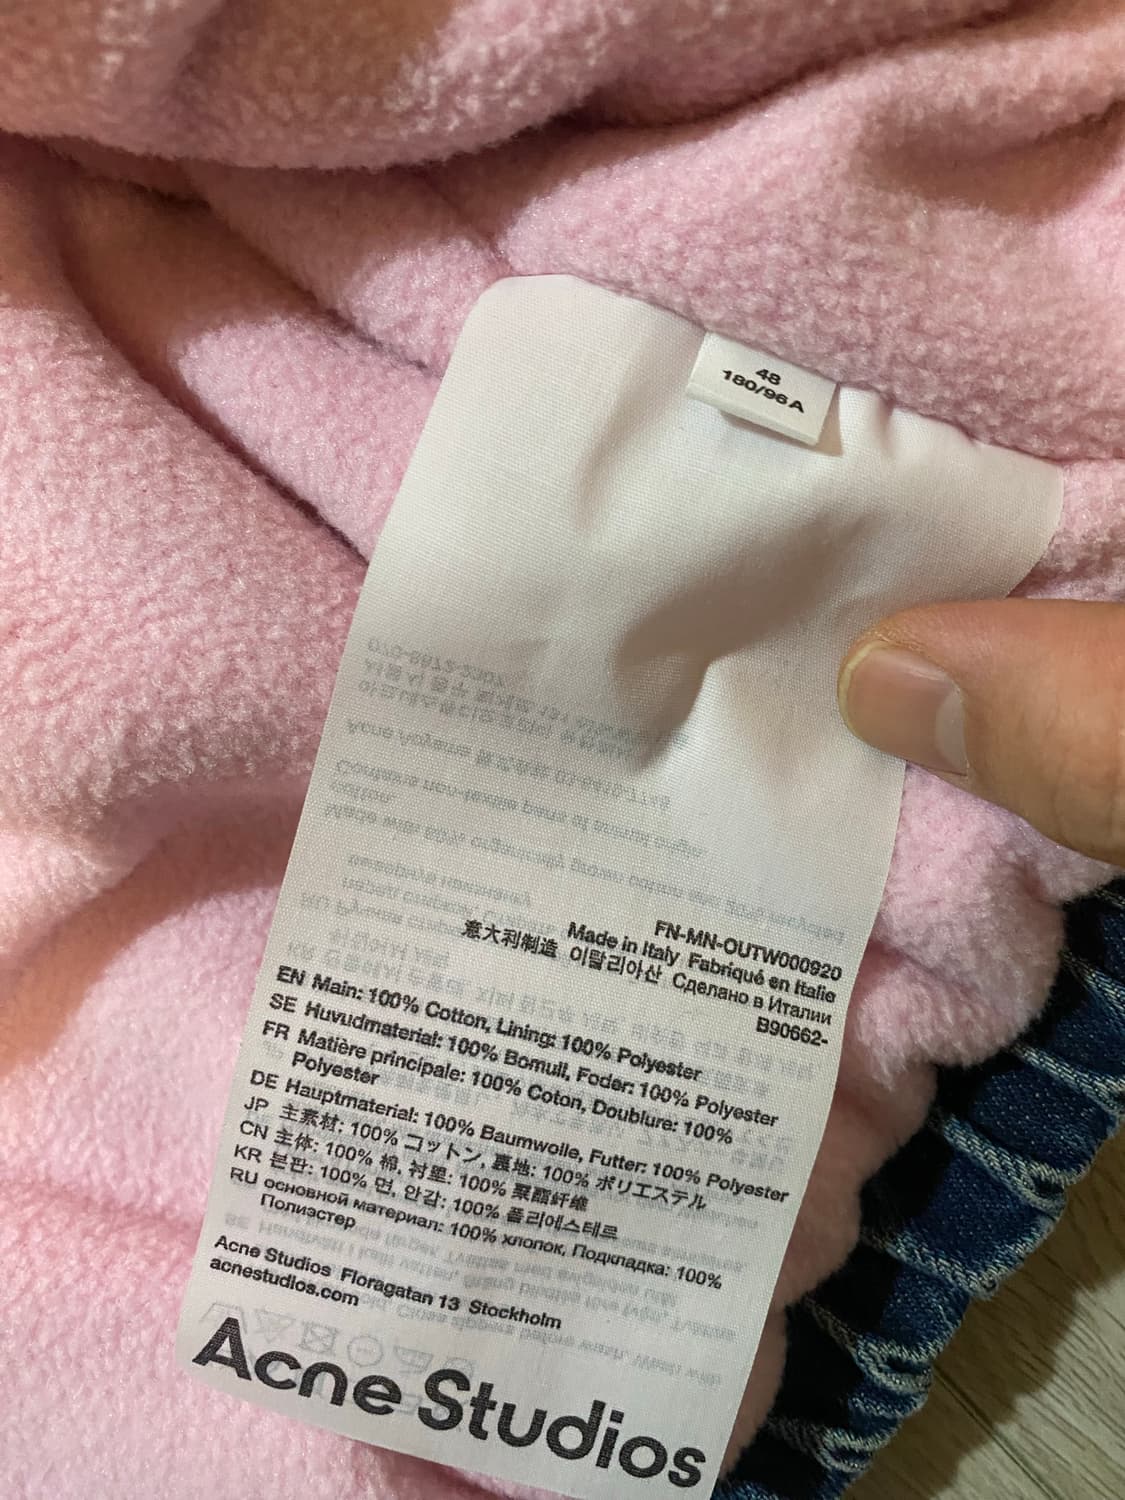 48
180/96A
FN-MN-OUTW000920
Made in Italy Fabriqué en Italie
意大利制造 이탈리아산 Сделано в Италии
B90662-
EN Main: 100% Cotton, Lining: 100% Polyester
SE Huvudmaterial: 100% Bomull, Foder: 100% Polyester
FR Matière principale: 100% Coton, Doublure: 100%
Polyester
DE Hauptmaterial: 100% Baumwolle, Futter: 100% Polyester
JP 主素材: 100% コットン, 裏地: 100% ポリエステル
CN 主体: 100% 棉, 衬里: 100% 聚酯纤维
KR 본판: 100% 면, 안감: 100% 폴리에스테르
RU основной материал: 100% хлопок, Подкладка: 100%
Полиэстер
Acne Studios Floragatan 13 Stockholm
acnestudios.com
Acne Studios